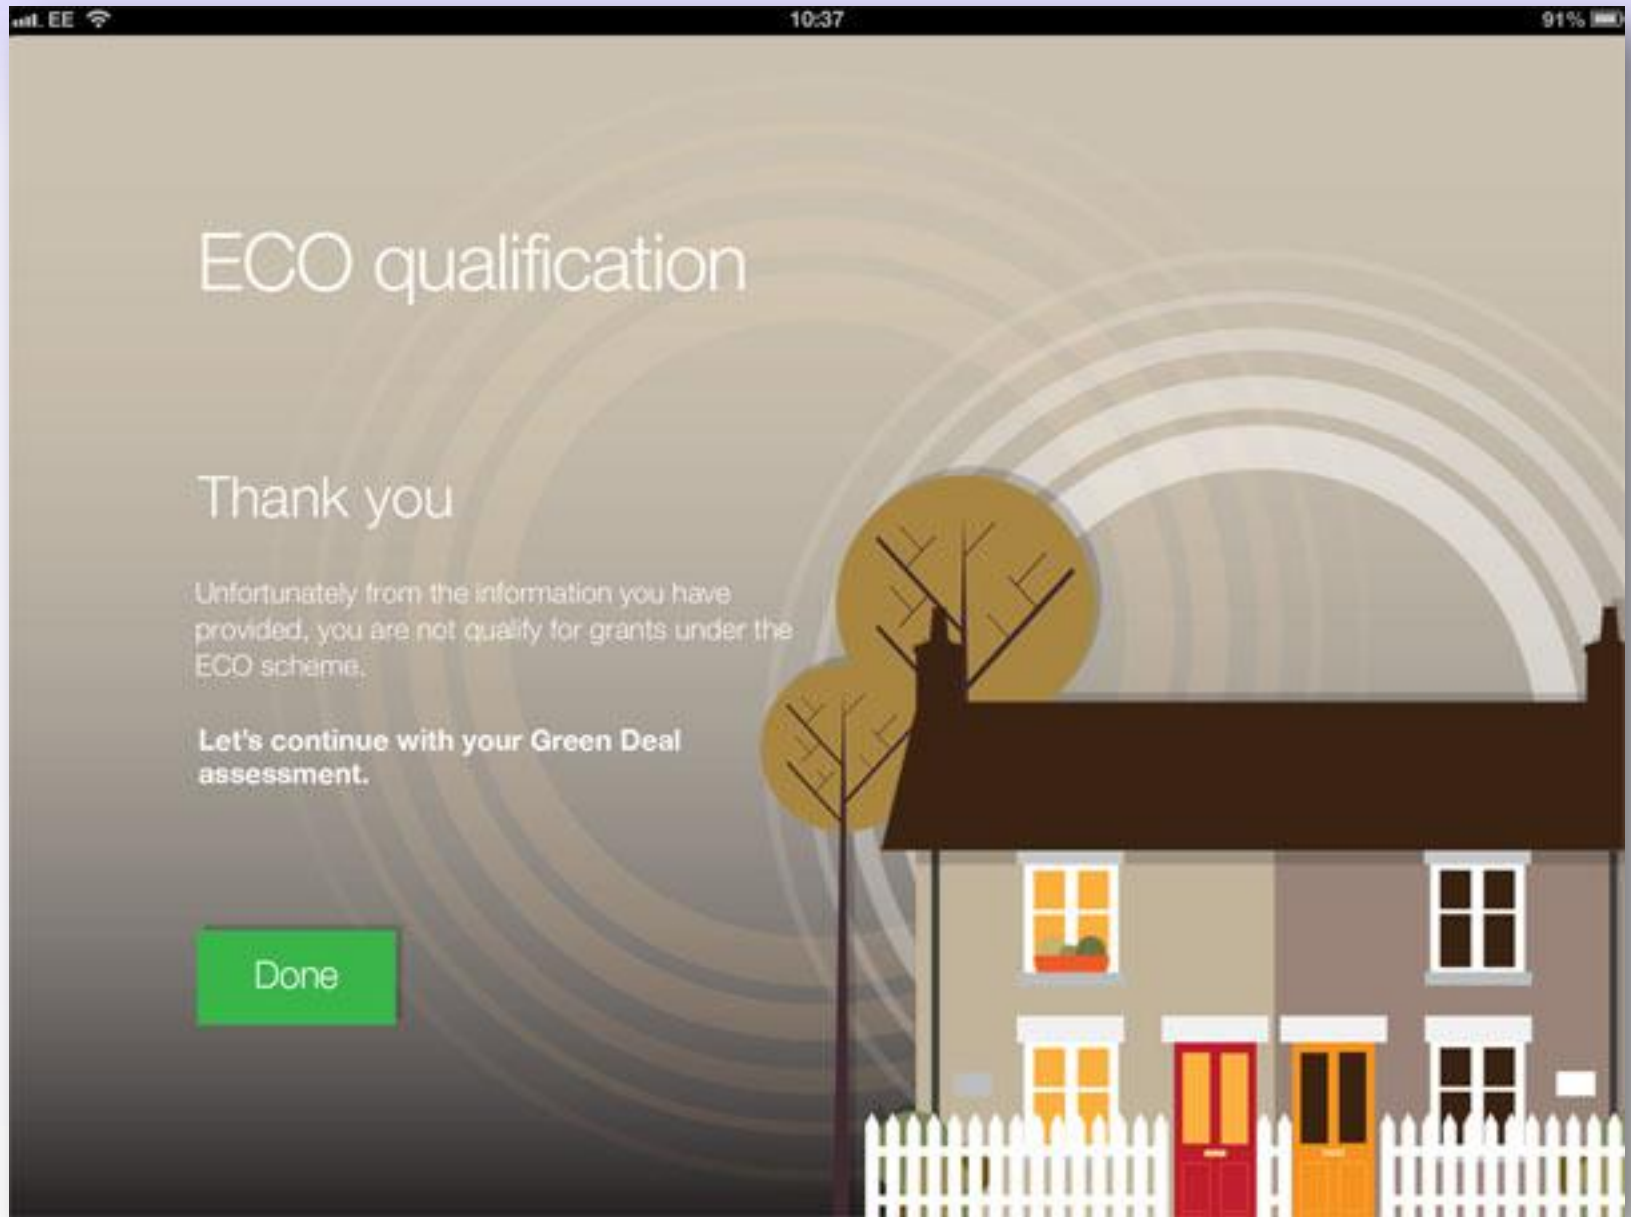 EE 10:37 91%
ECO qualification
Thank you
Unfortunately from the information you have
provided, you are not qualify for grants under the
ECO scheme.
Let's continue with your Green Deal
assessment.
Done